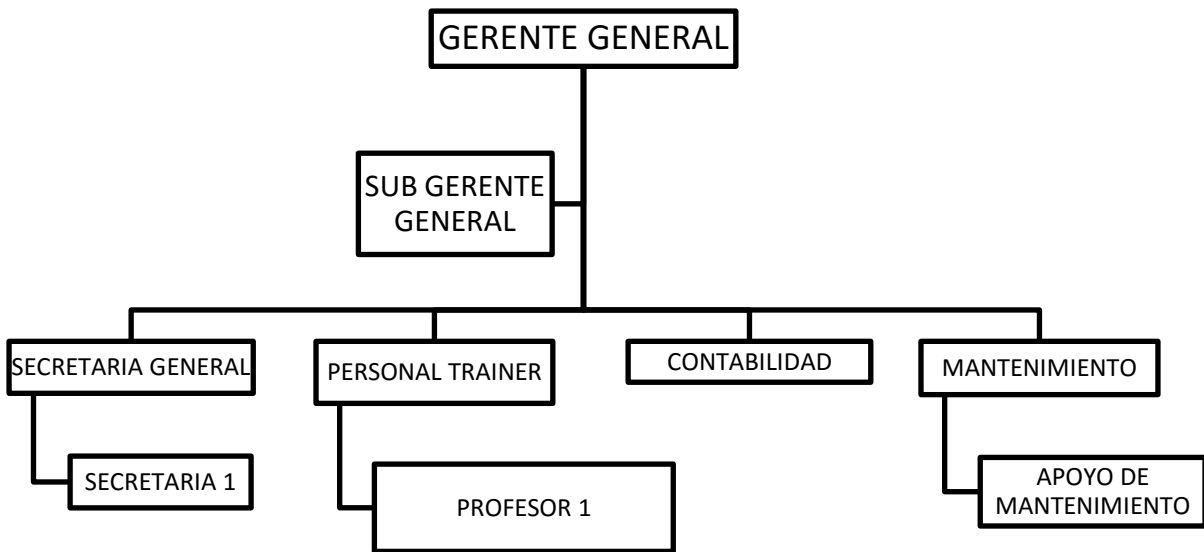 GERENTE GENERAL
SUB GERENTE
GENERAL
SECRETARIA GENERAL
PERSONAL TRAINER
CONTABILIDAD
MANTENIMIENTO
SECRETARIA 1
PROFESOR 1
APOYO DE
MANTENIMIENTO